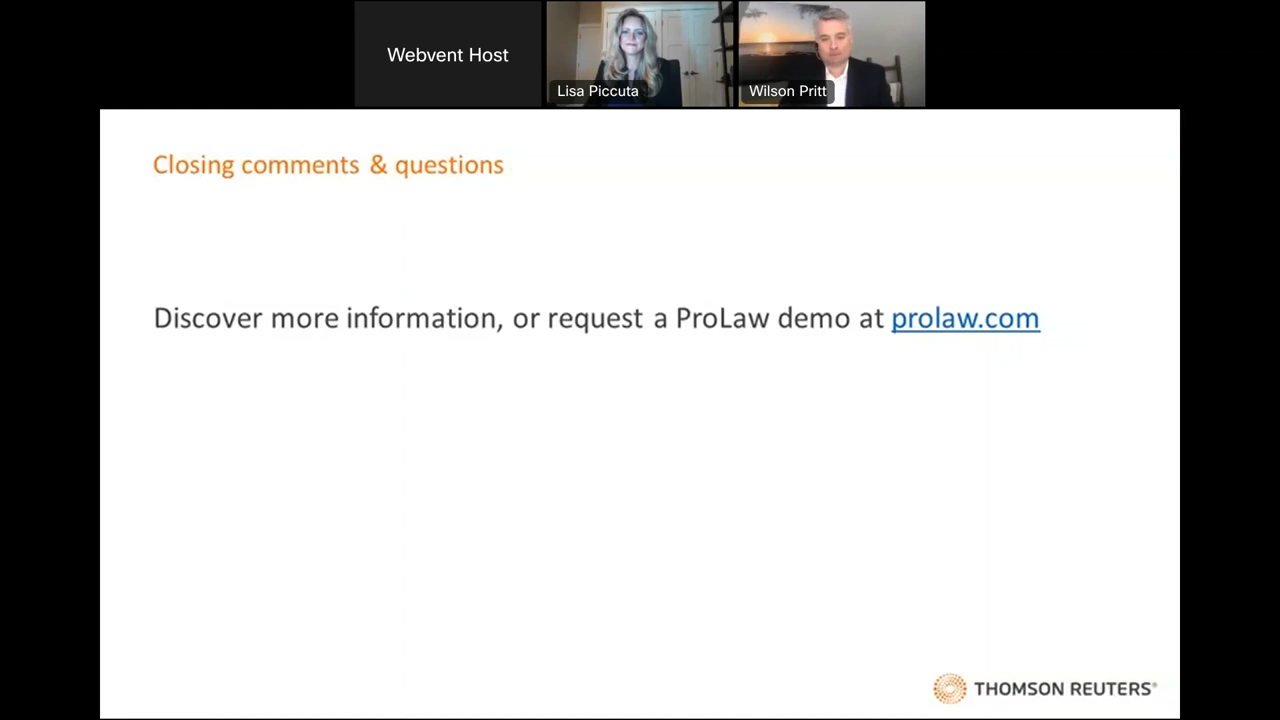 Webvent Host
Lisa Piccuta
Wilson Pritt
Closing comments & questions
Discover more information, or request a ProLaw demo at prolaw.com
THOMSON REUTERS®